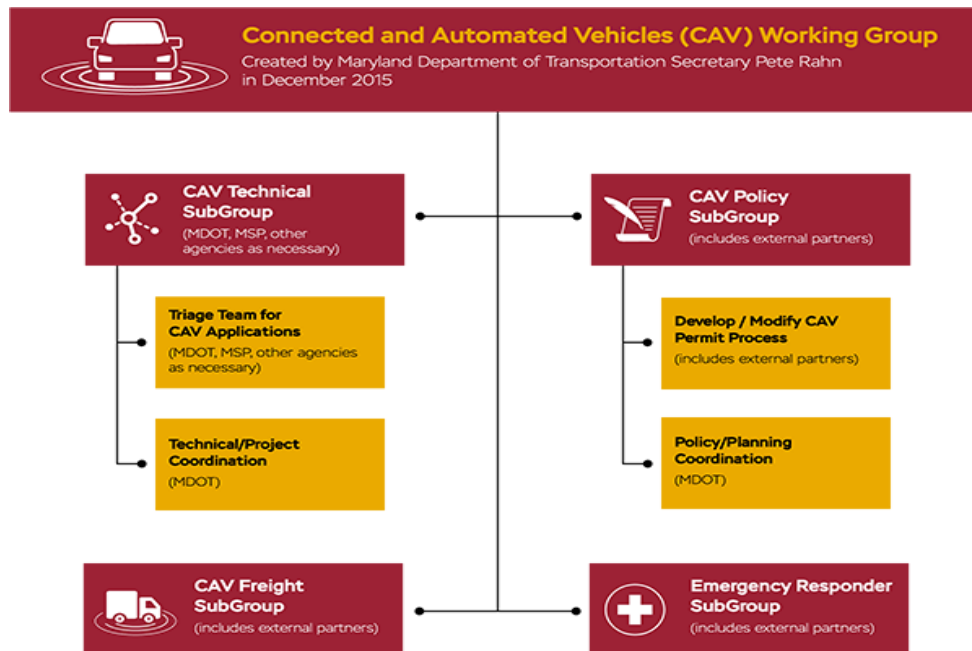 Connected and Automated Vehicles (CAV) Working Group
Created by Maryland Department of Transportation Secretary Pete Rahn
in December 2015
CAV Technical
SubGroup
(MDOT, MSP, other
agencies as necessary)
Triage Team for
CAV Applications
(MDOT, MSP, other agencies
as necessary)
Technical/Project
Coordination
(MDOT)
CAV Policy
SubGroup
(includes external partners)
Develop / Modify CAV
Permit Process
(includes external partners)
Policy/Planning
Coordination
(MDOT)
CAV Freight
SubGroup
(includes external partners)
Emergency Responder
SubGroup
(includes external partners)